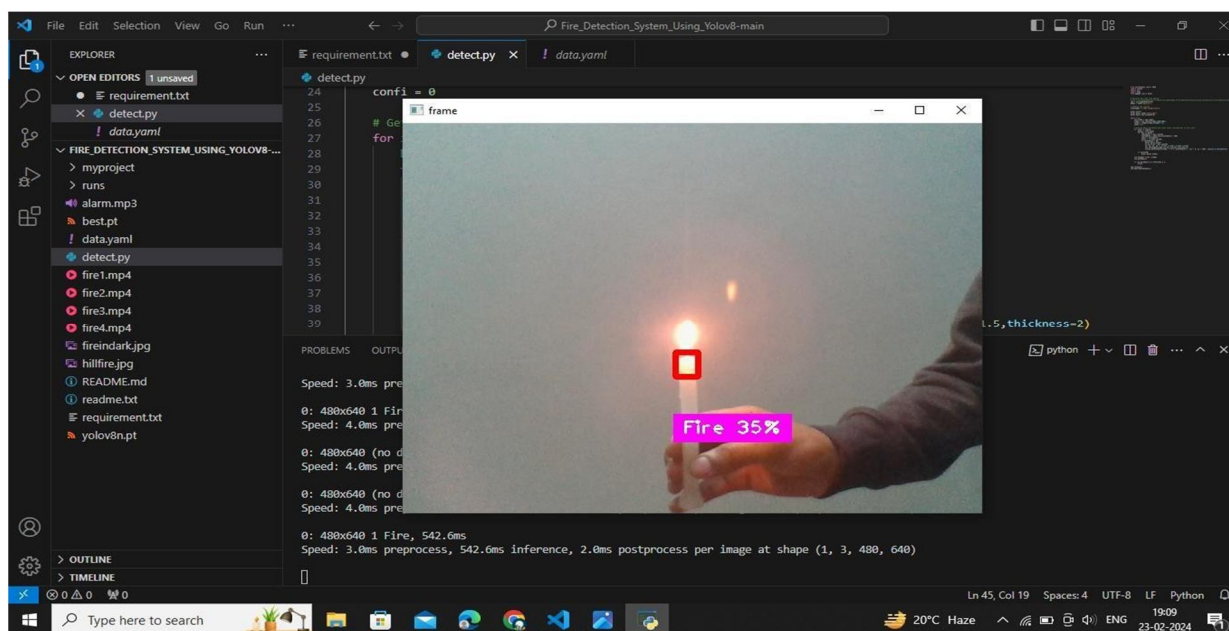 File Edit Selection View Go Run ...
Fire_Detection_System_Using_Yolov8-main
EXPLORER
OPEN EDITORS 1 unsaved
requirement.txt
detect.py
data.yaml
FIRE_DETECTION_SYSTEM_USING_YOLOV8-...
myproject
runs
alarm.mp3
best.pt
data.yaml
detect.py
fire1.mp4
fire2.mp4
fire3.mp4
fire4.mp4
fireindark.jpg
hillfire.jpg
README.md
readme.txt
requirement.txt
yolov8n.pt
OUTLINE
TIMELINE
requirement.txt detect.py data.yaml
detect.py
24 confi = 0
25
26 # Ge
27 for
28
29
30
31
32
33
34
35
36
37
38
39 1.5,thickness=2)
frame
Fire 35%
PROBLEMS OUTPU python
Speed: 3.0ms pre
0: 480x640 1 Fir
Speed: 4.0ms pre
0: 480x640 (no d
Speed: 4.0ms pre
0: 480x640 (no d
Speed: 4.0ms pre
0: 480x640 1 Fire, 542.6ms
Speed: 3.0ms preprocess, 542.6ms inference, 2.0ms postprocess per image at shape (1, 3, 480, 640)
0 0 0 Ln 45, Col 19 Spaces: 4 UTF-8 LF Python
Type here to search 20°C Haze ENG 19:09
23-02-2024